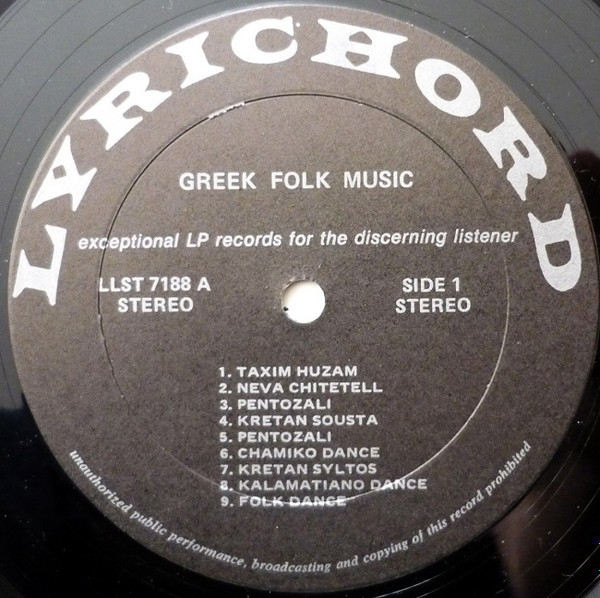 LYRICHORD
GREEK FOLK MUSIC
exceptional LP records for the discerning listener
LLST 7188 A
STEREO
SIDE 1
STEREO
1. TAXIM HUZAM
2. NEVA CHITETELL
3. PENTOZALI
4. KRETAN SOUSTA
5. PENTOZALI
6. CHAMIKO DANCE
7. KRETAN SYLTOS
8. KALAMATIANO DANCE
9. FOLK DANCE
unauthorized public performance, broadcasting and copying of this record prohibited